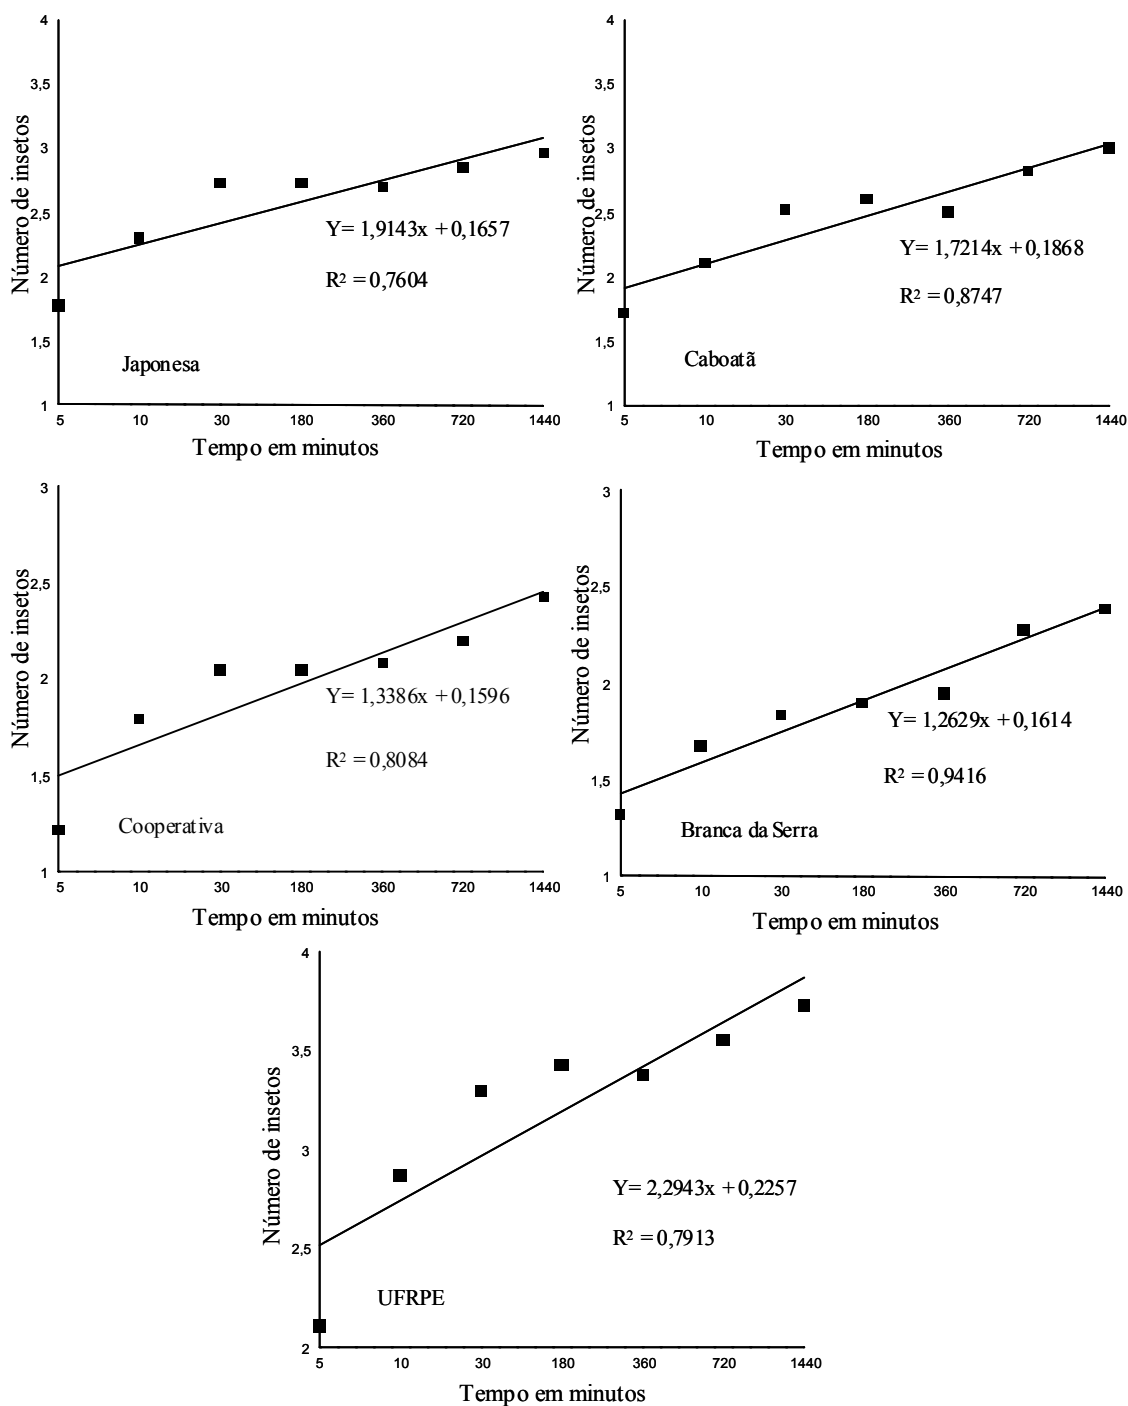 4
3,5
3
2,5
2
1,5
1
Número de insetos
Y= 1,9143x + 0,1657
R² = 0,7604
Japonesa
5 10 30 180 360 720 1440
Tempo em minutos
4
3,5
3
2,5
2
1,5
1
Número de insetos
Y= 1,7214x + 0,1868
R² = 0,8747
Caboatã
5 10 30 180 360 720 1440
Tempo em minutos
3
2,5
2
1,5
1
Número de insetos
Y= 1,3386x + 0,1596
R² = 0,8084
Cooperativa
5 10 30 180 360 720 1440
Tempo em minutos
3
2,5
2
1,5
1
Número de insetos
Y= 1,2629x + 0,1614
R² = 0,9416
Branca da Serra
5 10 30 180 360 720 1440
Tempo em minutos
4
3,5
3
2,5
2
Número de insetos
Y= 2,2943x + 0,2257
R² = 0,7913
UFRPE
5 10 30 180 360 720 1440
Tempo em minutos